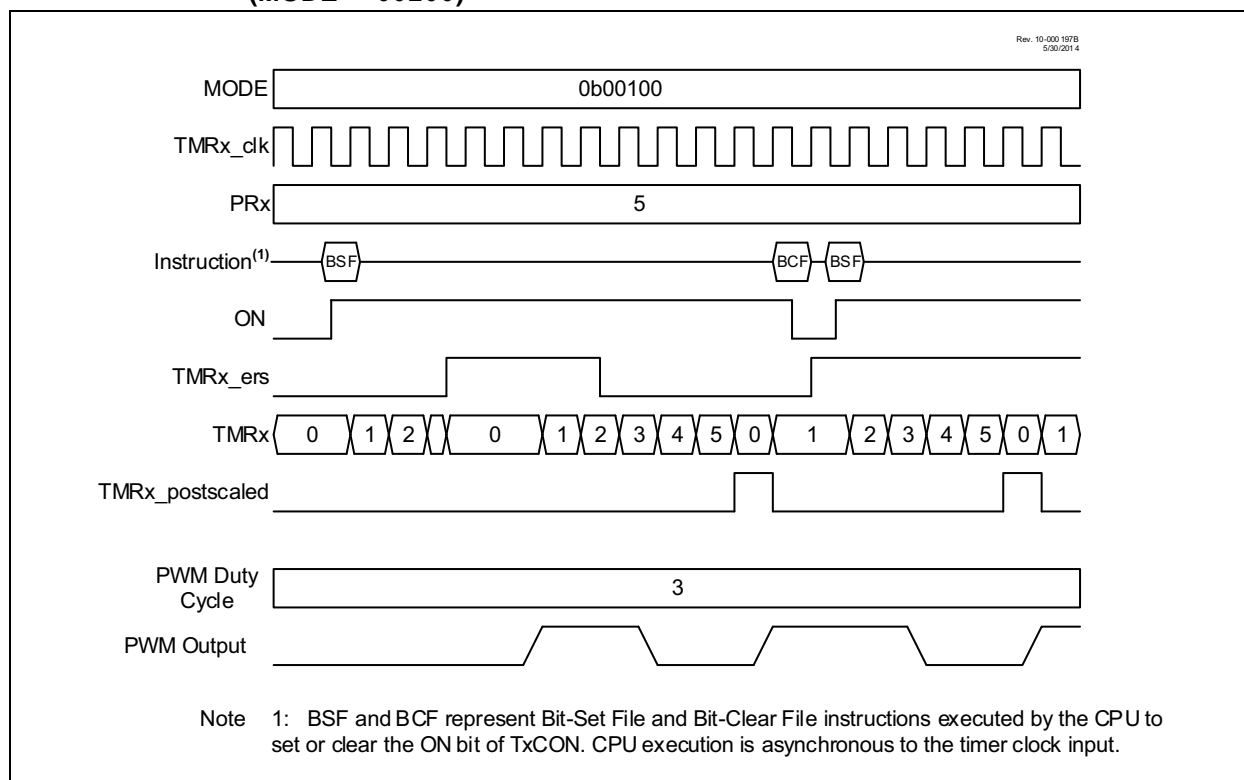 (MODE = 00100)
Rev. 10-000 197B
5/30/201 4
MODE 0b00100
TMRx_clk
PRx 5
Instruction(1) BSF BCF BSF
ON
TMRx_ers
TMRx 0 1 2 0 1 2 3 4 5 0 1 2 3 4 5 0 1
TMRx_postscaled
PWM Duty
Cycle 3
PWM Output
Note 1: BSF and BCF represent Bit-Set File and Bit-Clear File instructions executed by the CPU to
set or clear the ON bit of TxCON. CPU execution is asynchronous to the timer clock input.